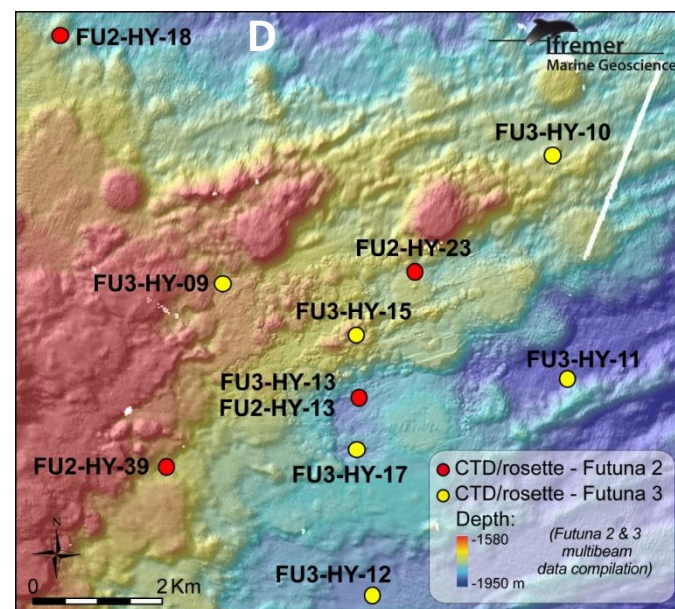 D
ifremer
Marine Geoscience
FU2-HY-18
FU3-HY-10
FU2-HY-23
FU3-HY-09
FU3-HY-15
FU3-HY-11
FU3-HY-13
FU2-HY-13
FU2-HY-39
FU3-HY-17
FU3-HY-12
CTD/rosette - Futuna 2
CTD/rosette - Futuna 3
Depth:
-1580
-1950 m
(Futuna 2 & 3
multibeam
data compilation)
N
0 2 Km